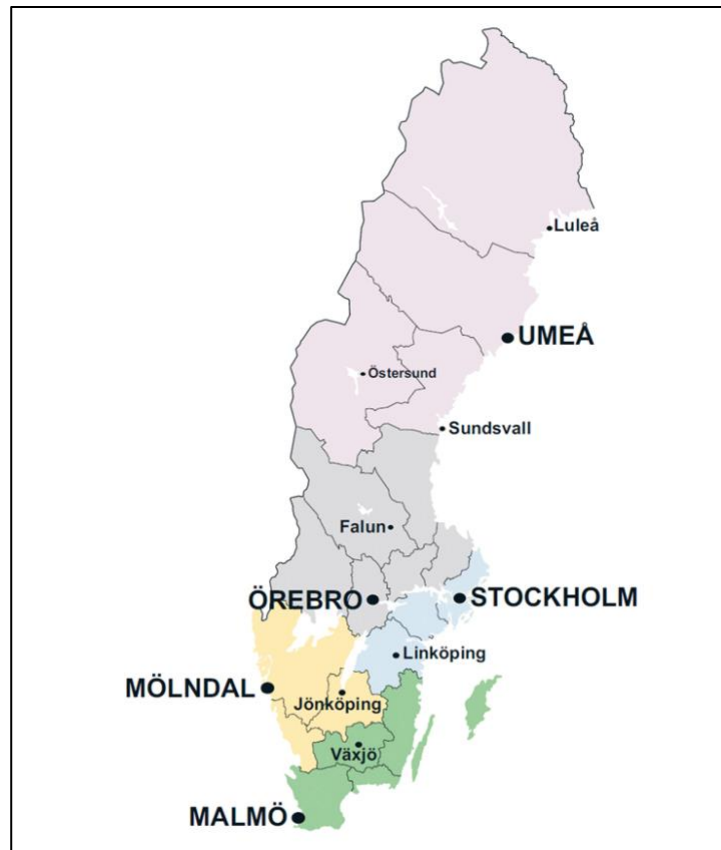 Luleå
UMEÅ
Östersund
Sundsvall
Falun
ÖREBRO
STOCKHOLM
Linköping
MÖLNDAL
Jönköping
Växjö
MALMÖ